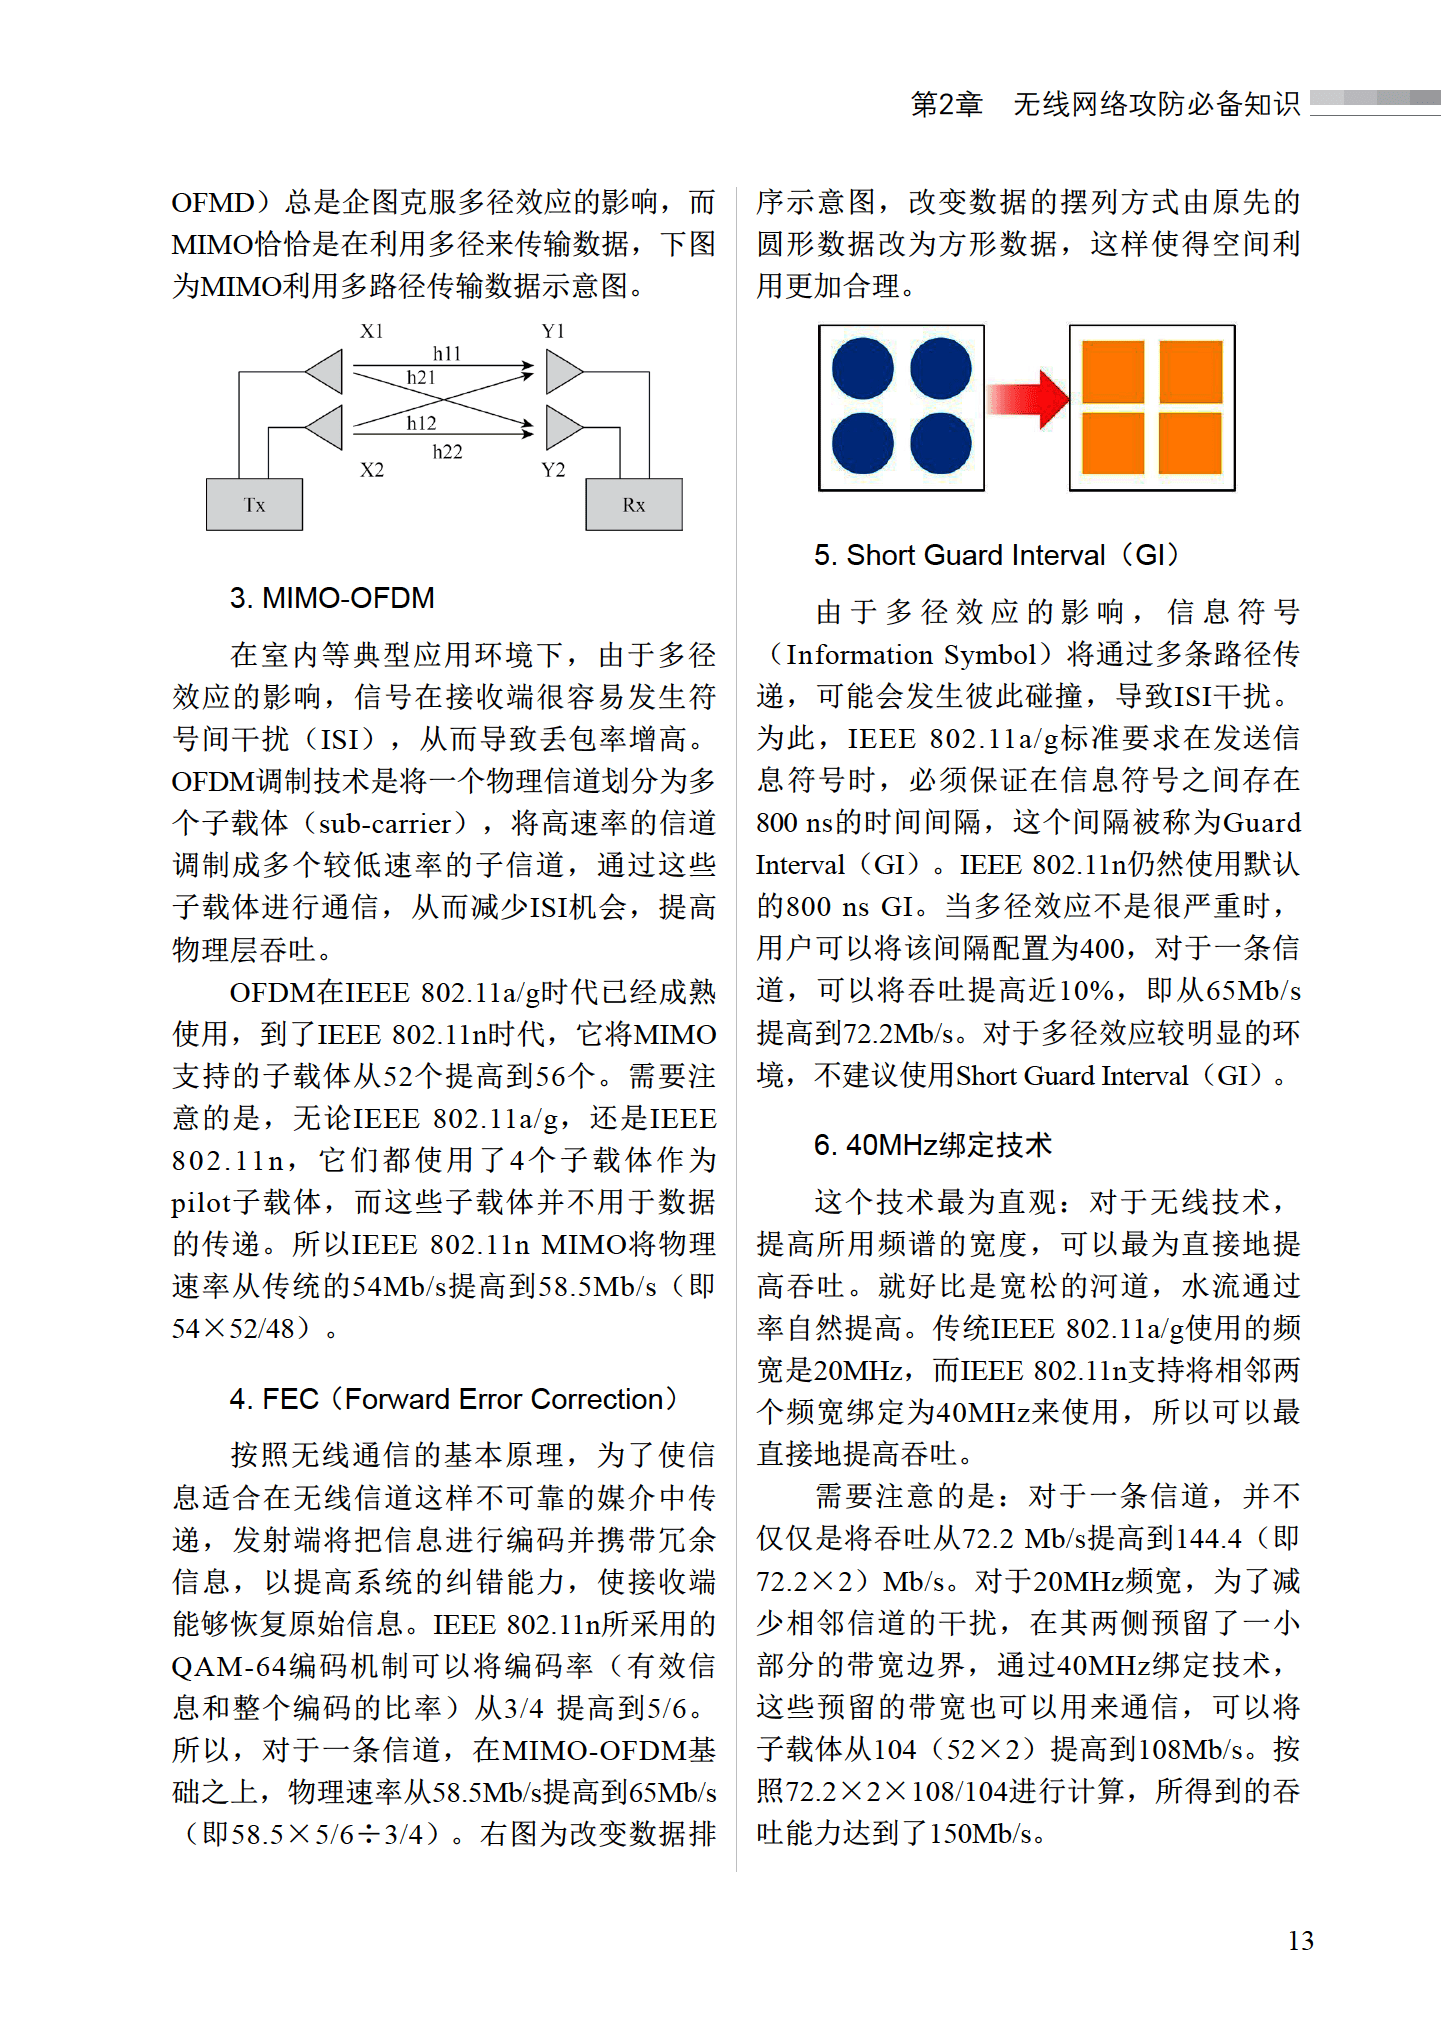 第2章　无线网络攻防必备知识
OFMD）总是企图克服多径效应的影响，而
MIMO恰恰是在利用多径来传输数据，下图
为MIMO利用多路径传输数据示意图。
X1
Y1
h11
h21
h12
h22
X2
Y2
Tx
Rx
3. MIMO-OFDM
在室内等典型应用环境下，由于多径
效应的影响，信号在接收端很容易发生符
号间干扰（ISI），从而导致丢包率增高。
OFDM调制技术是将一个物理信道划分为多
个子载体（sub-carrier），将高速率的信道
调制成多个较低速率的子信道，通过这些
子载体进行通信，从而减少ISI机会，提高
物理层吞吐。
OFDM在IEEE 802.11a/g时代已经成熟
使用，到了IEEE 802.11n时代，它将MIMO
支持的子载体从52个提高到56个。需要注
意的是，无论IEEE 802.11a/g，还是IEEE
802.11n，它们都使用了4个子载体作为
pilot子载体，而这些子载体并不用于数据
的传递。所以IEEE 802.11n MIMO将物理
速率从传统的54Mb/s提高到58.5Mb/s（即
54×52/48）。
4. FEC（Forward Error Correction）
按照无线通信的基本原理，为了使信
息适合在无线信道这样不可靠的媒介中传
递，发射端将把信息进行编码并携带冗余
信息，以提高系统的纠错能力，使接收端
能够恢复原始信息。IEEE 802.11n所采用的
QAM-64编码机制可以将编码率（有效信
息和整个编码的比率）从3/4 提高到5/6。
所以，对于一条信道，在MIMO-OFDM基
础之上，物理速率从58.5Mb/s提高到65Mb/s
（即58.5×5/6÷3/4）。右图为改变数据排
序示意图，改变数据的摆列方式由原先的
圆形数据改为方形数据，这样使得空间利
用更加合理。
5. Short Guard Interval（GI）
由于多径效应的影响，信息符号
（Information Symbol）将通过多条路径传
递，可能会发生彼此碰撞，导致ISI干扰。
为此，IEEE 802.11a/g标准要求在发送信
息符号时，必须保证在信息符号之间存在
800 ns的时间间隔，这个间隔被称为Guard
Interval（GI）。IEEE 802.11n仍然使用默认
的800 ns GI。当多径效应不是很严重时，
用户可以将该间隔配置为400，对于一条信
道，可以将吞吐提高近10%，即从65Mb/s
提高到72.2Mb/s。对于多径效应较明显的环
境，不建议使用Short Guard Interval（GI）。
6. 40MHz绑定技术
这个技术最为直观：对于无线技术，
提高所用频谱的宽度，可以最为直接地提
高吞吐。就好比是宽松的河道，水流通过
率自然提高。传统IEEE 802.11a/g使用的频
宽是20MHz，而IEEE 802.11n支持将相邻两
个频宽绑定为40MHz来使用，所以可以最
直接地提高吞吐。
需要注意的是：对于一条信道，并不
仅仅是将吞吐从72.2 Mb/s提高到144.4（即
72.2×2）Mb/s。对于20MHz频宽，为了减
少相邻信道的干扰，在其两侧预留了一小
部分的带宽边界，通过40MHz绑定技术，
这些预留的带宽也可以用来通信，可以将
子载体从104（52×2）提高到108Mb/s。按
照72.2×2×108/104进行计算，所得到的吞
吐能力达到了150Mb/s。
13